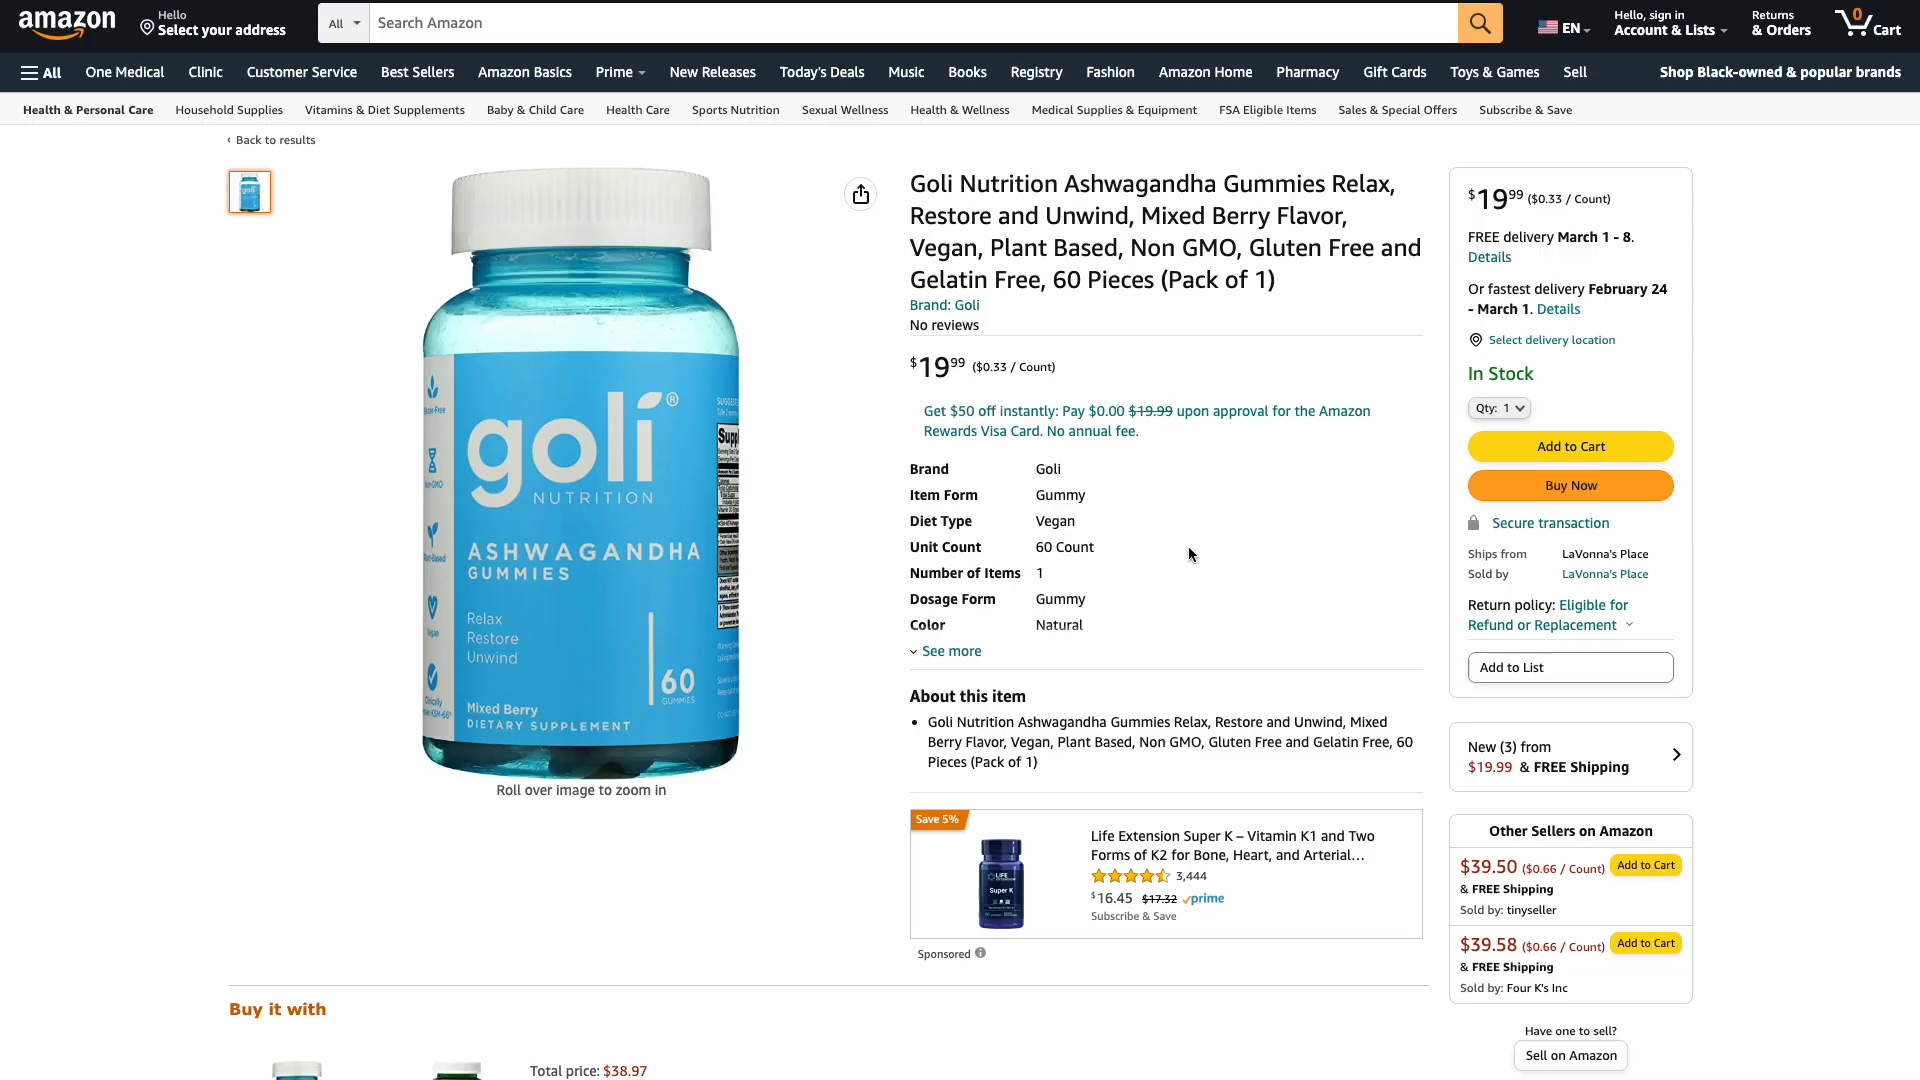 amazon
Hello
Select your address
All
Search Amazon
EN
Hello, sign in
Account & Lists
Returns
& Orders
0
Cart
All
One Medical
Clinic
Customer Service
Best Sellers
Amazon Basics
Prime
New Releases
Today's Deals
Music
Books
Registry
Fashion
Amazon Home
Pharmacy
Gift Cards
Toys & Games
Sell
Shop Black-owned & popular brands
Health & Personal Care
Household Supplies
Vitamins & Diet Supplements
Baby & Child Care
Health Care
Sports Nutrition
Sexual Wellness
Health & Wellness
Medical Supplies & Equipment
FSA Eligible Items
Sales & Special Offers
Subscribe & Save
‹ Back to results
goli®
NUTRITION
ASHWAGANDHA
GUMMIES
Relax
Restore
Unwind
60
GUMMIES
Mixed Berry
DIETARY SUPPLEMENT
Vegan
Roll over image to zoom in
Goli Nutrition Ashwagandha Gummies Relax,
Restore and Unwind, Mixed Berry Flavor,
Vegan, Plant Based, Non GMO, Gluten Free and
Gelatin Free, 60 Pieces (Pack of 1)
Brand: Goli
No reviews
$19 99 ($0.33 / Count)
Get $50 off instantly: Pay $0.00 $19.99 upon approval for the Amazon
Rewards Visa Card. No annual fee.
Brand Goli
Item Form Gummy
Diet Type Vegan
Unit Count 60 Count
Number of Items 1
Dosage Form Gummy
Color Natural
See more
About this item
• Goli Nutrition Ashwagandha Gummies Relax, Restore and Unwind, Mixed
Berry Flavor, Vegan, Plant Based, Non GMO, Gluten Free and Gelatin Free, 60
Pieces (Pack of 1)
Save 5%
LIFE
Super K
Life Extension Super K – Vitamin K1 and Two
Forms of K2 for Bone, Heart, and Arterial…
3,444
$16.45 $17.32 prime
Subscribe & Save
Sponsored
$19 99 ($0.33 / Count)
FREE delivery March 1 - 8.
Details
Or fastest delivery February 24
- March 1. Details
Select delivery location
In Stock
Qty: 1
Add to Cart
Buy Now
Secure transaction
Ships from LaVonna's Place
Sold by LaVonna's Place
Return policy: Eligible for
Refund or Replacement
Add to List
New (3) from
$19.99 & FREE Shipping
Other Sellers on Amazon
$39.50 ($0.66 / Count) Add to Cart
& FREE Shipping
Sold by: tinyseller
$39.58 ($0.66 / Count) Add to Cart
& FREE Shipping
Sold by: Four K's Inc
Have one to sell?
Sell on Amazon
Buy it with
Total price: $38.97